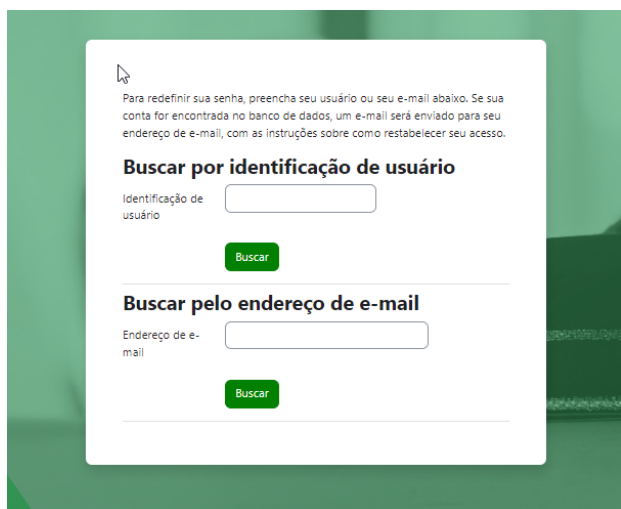 Para redefinir sua senha, preencha seu usuário ou seu e-mail abaixo. Se sua
conta for encontrada no banco de dados, um e-mail será enviado para seu
endereço de e-mail, com as instruções sobre como restabelecer seu acesso.
Buscar por identificação de usuário
Identificação de
usuário
Buscar
Buscar pelo endereço de e-mail
Endereço de e-
mail
Buscar